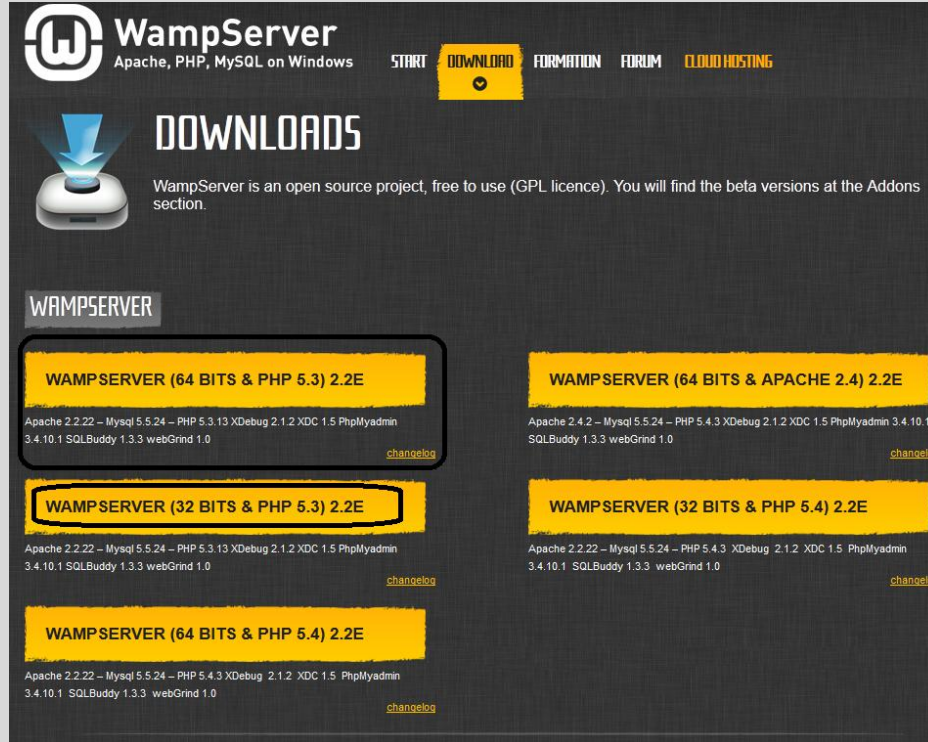 WampServer
Apache, PHP, MySQL on Windows
START DOWNLOAD FORMATION FORUM CLOUD HOSTING
DOWNLOADS
WampServer is an open source project, free to use (GPL licence). You will find the beta versions at the Addons
section.
WAMPSERVER
WAMPSERVER (64 BITS & PHP 5.3) 2.2E
Apache 2.2.22 – Mysql 5.5.24 – PHP 5.3.13 XDebug 2.1.2 XDC 1.5 PhpMyadmin
3.4.10.1 SQLBuddy 1.3.3 webGrind 1.0
changelog
WAMPSERVER (64 BITS & APACHE 2.4) 2.2E
Apache 2.4.2 – Mysql 5.5.24 – PHP 5.4.3 XDebug 2.1.2 XDC 1.5 PhpMyadmin 3.4.10.1
SQLBuddy 1.3.3 webGrind 1.0
changel
WAMPSERVER (32 BITS & PHP 5.3) 2.2E
Apache 2.2.22 – Mysql 5.5.24 – PHP 5.3.13 XDebug 2.1.2 XDC 1.5 PhpMyadmin
3.4.10.1 SQLBuddy 1.3.3 webGrind 1.0
changelog
WAMPSERVER (32 BITS & PHP 5.4) 2.2E
Apache 2.2.22 – Mysql 5.5.24 – PHP 5.4.3 XDebug 2.1.2 XDC 1.5 PhpMyadmin
3.4.10.1 SQLBuddy 1.3.3 webGrind 1.0
changel
WAMPSERVER (64 BITS & PHP 5.4) 2.2E
Apache 2.2.22 – Mysql 5.5.24 – PHP 5.4.3 XDebug 2.1.2 XDC 1.5 PhpMyadmin
3.4.10.1 SQLBuddy 1.3.3 webGrind 1.0
changelog